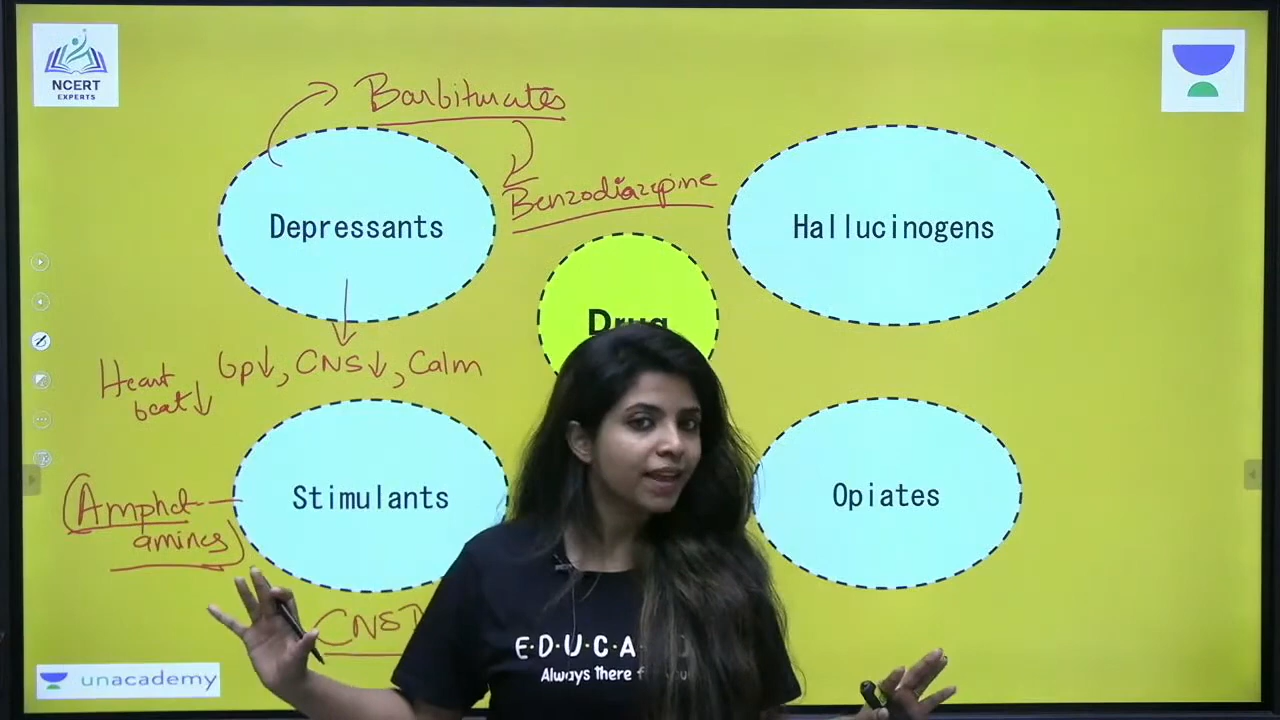 NCERT
EXPERTS
Barbiturates
Benzodiazepine
Depressants
Hallucinogens
Drug
Heart
beat↓
bp↓, CNS↓, Calm
Amphet-
amines
Stimulants
Opiates
CNS↑
E·D·U·C·A
Always there f
unacademy